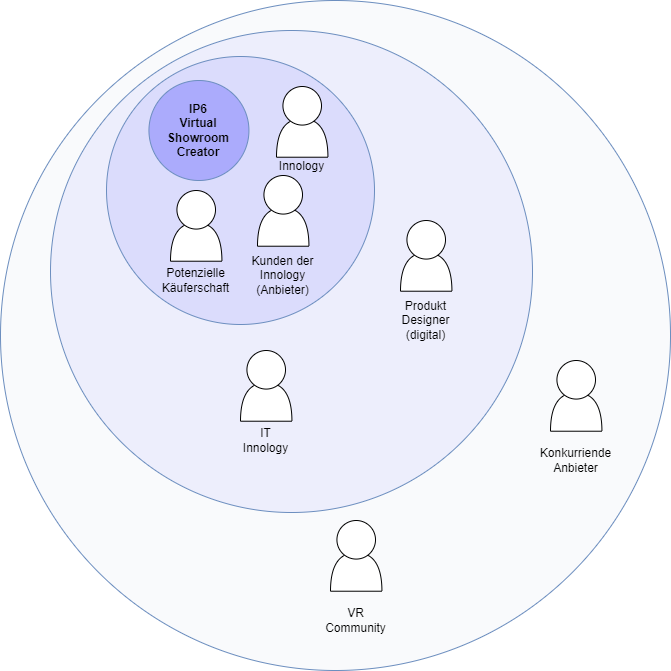 IP6
Virtual
Showroom
Creator
Innology
Potenzielle
Käuferschaft
Kunden der
Innology
(Anbieter)
Produkt
Designer
(digital)
IT
Innology
Konkurriende
Anbieter
VR
Community